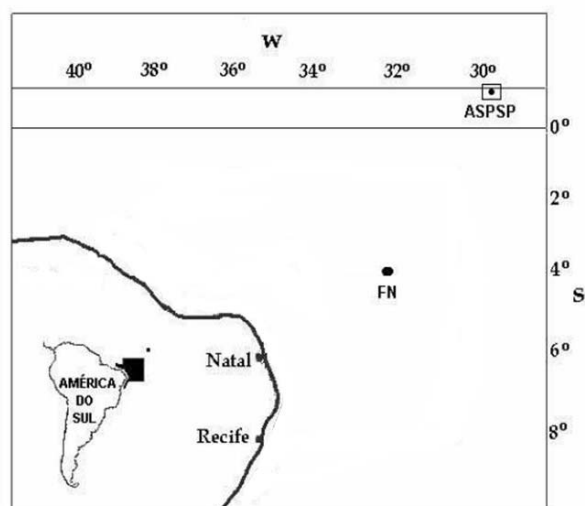 W
40º 38º 36º 34º 32º 30º
ASPSP
0º
2º
4º
S
FN
6º
Natal
AMÉRICA
DO
SUL
8º
Recife